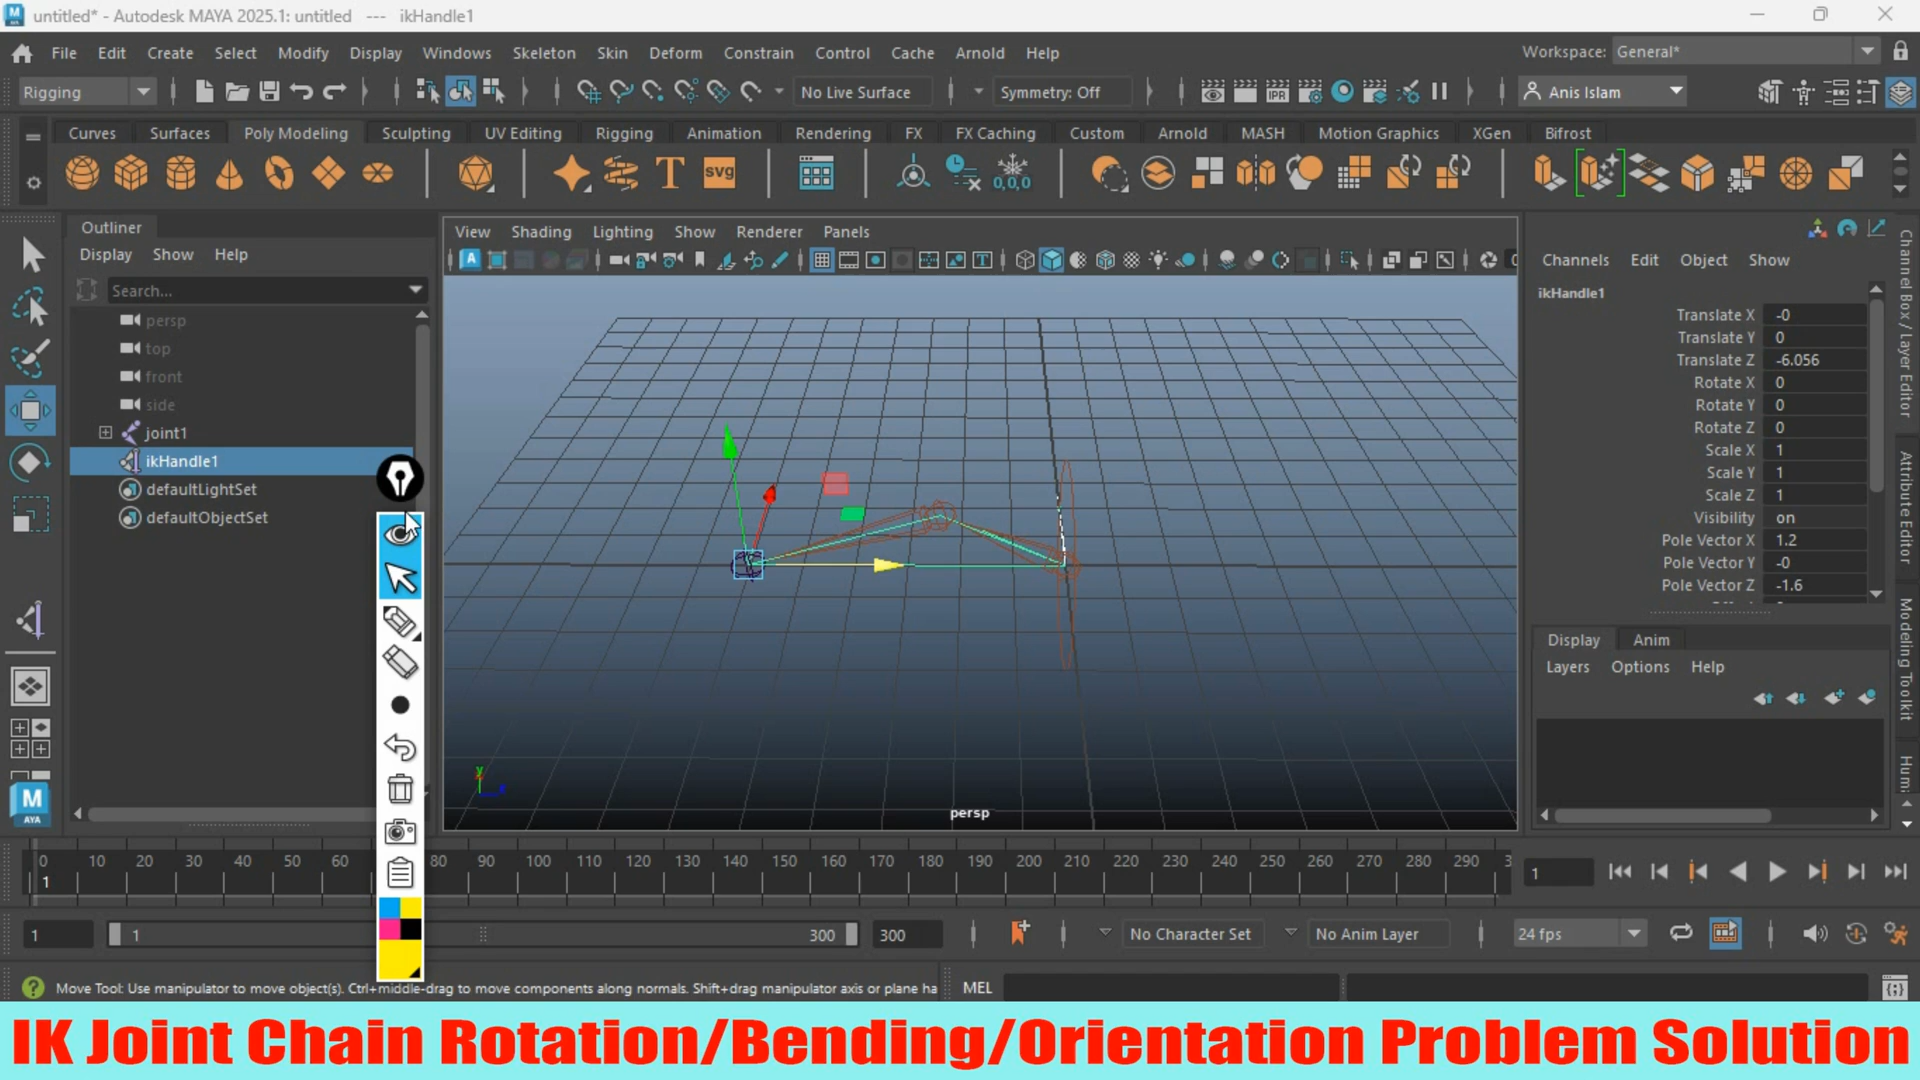 untitled* - Autodesk MAYA 2025.1: untitled --- ikHandle1
File Edit Create Select Modify Display Windows Skeleton Skin Deform Constrain Control Cache Arnold Help
Workspace: General*
Rigging
No Live Surface
Symmetry: Off
IPR
Anis Islam
Curves Surfaces Poly Modeling Sculpting UV Editing Rigging Animation Rendering FX FX Caching Custom Arnold MASH Motion Graphics XGen Bifrost
T
svg
0,0,0
Outliner
Display Show Help
Search...
persp
top
front
side
joint1
ikHandle1
defaultLightSet
defaultObjectSet
M
AYA
View Shading Lighting Show Renderer Panels
persp
Channels Edit Object Show
ikHandle1
Translate X -0
Translate Y 0
Translate Z -6.056
Rotate X 0
Rotate Y 0
Rotate Z 0
Scale X 1
Scale Y 1
Scale Z 1
Visibility on
Pole Vector X 1.2
Pole Vector Y -0
Pole Vector Z -1.6
Display Anim
Layers Options Help
Channel Box / Layer Editor
Attribute Editor
Modeling Toolkit
0 10 20 30 40 50 60 80 90 100 110 120 130 140 150 160 170 180 190 200 210 220 230 240 250 260 270 280 290
1
1
1
1
300
300
No Character Set
No Anim Layer
24 fps
Move Tool: Use manipulator to move object(s). Ctrl+middle-drag to move components along normals. Shift+drag manipulator axis or plane ha
MEL
IK Joint Chain Rotation/Bending/Orientation Problem Solution